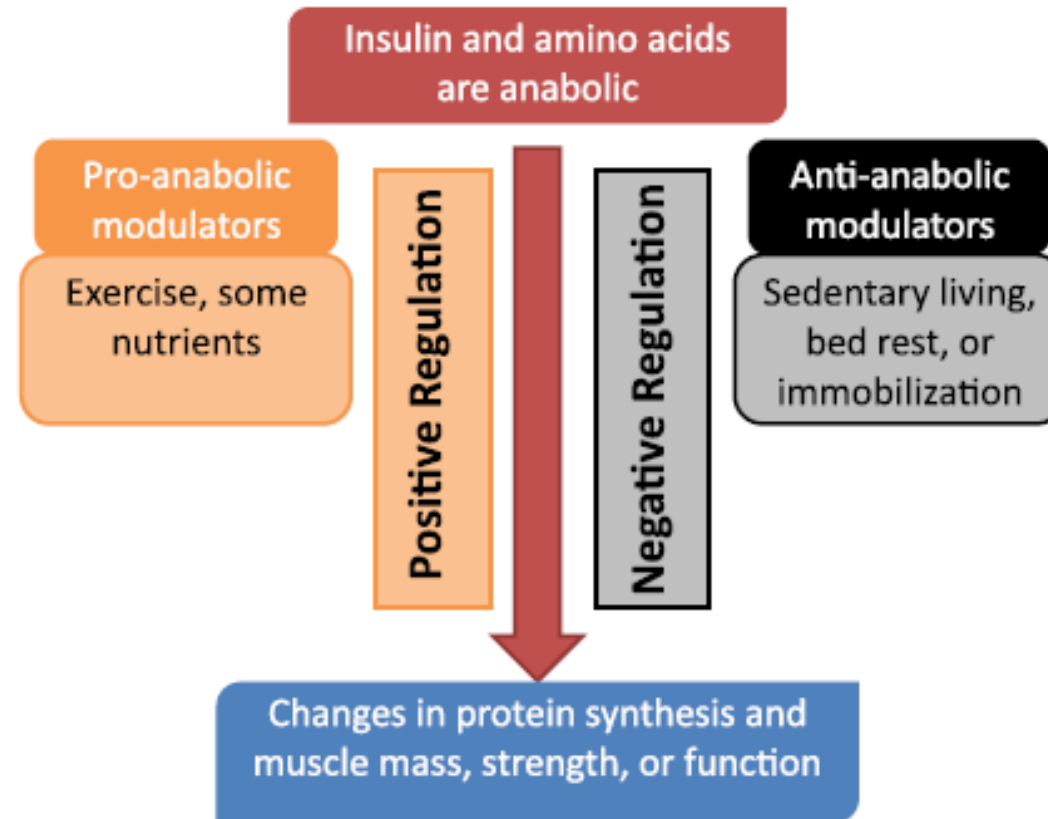 Insulin and amino acids
are anabolic
Pro-anabolic
modulators
Exercise, some
nutrients
Positive Regulation
Negative Regulation
Anti-anabolic
modulators
Sedentary living,
bed rest, or
immobilization
Changes in protein synthesis and
muscle mass, strength, or function